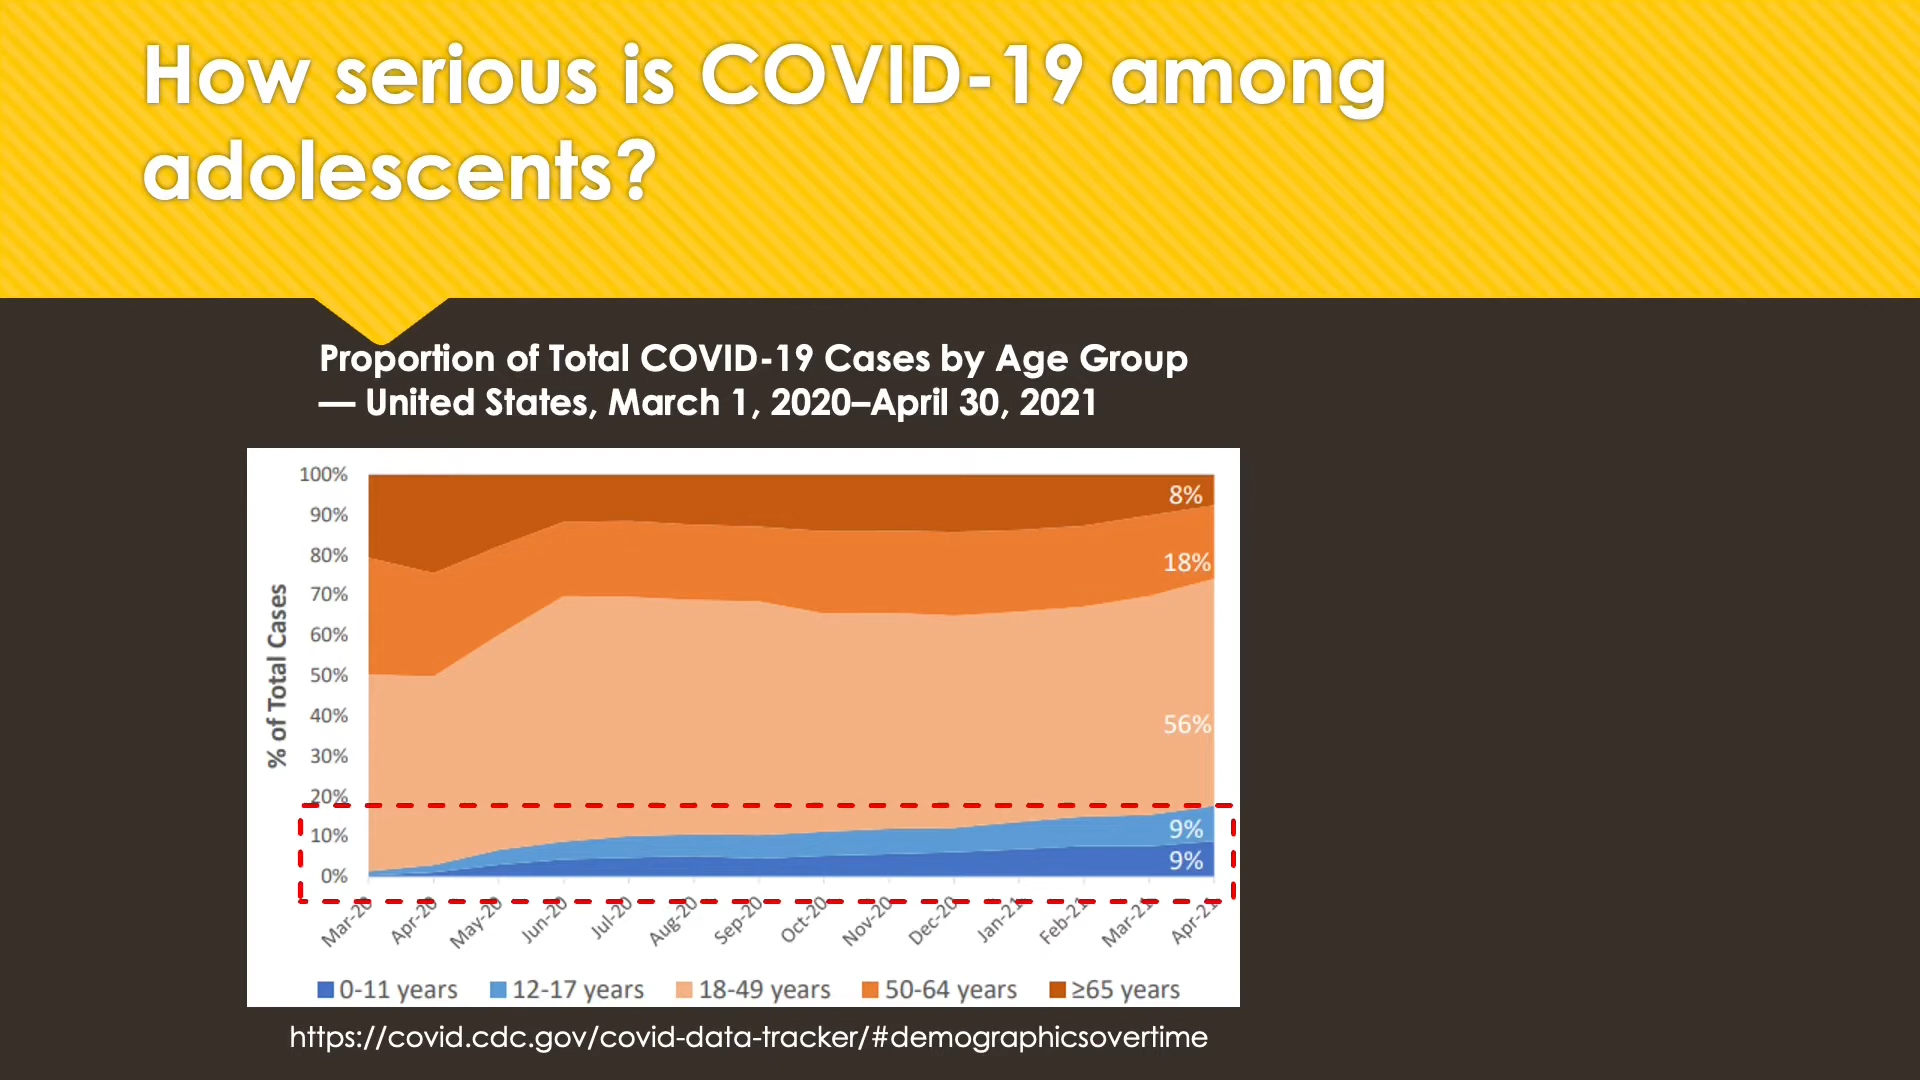 How serious is COVID-19 among
adolescents?
Proportion of Total COVID-19 Cases by Age Group
— United States, March 1, 2020–April 30, 2021
100%
90%
80%
70%
60%
50%
40%
30%
20%
10%
0%
% of Total Cases
8%
18%
56%
9%
9%
Mar-20
Apr-20
May-20
Jun-20
Jul-20
Aug-20
Sep-20
Oct-20
Nov-20
Dec-20
Jan-21
Feb-21
Mar-21
Apr-21
0-11 years 12-17 years 18-49 years 50-64 years ≥65 years
https://covid.cdc.gov/covid-data-tracker/#demographicsovertime